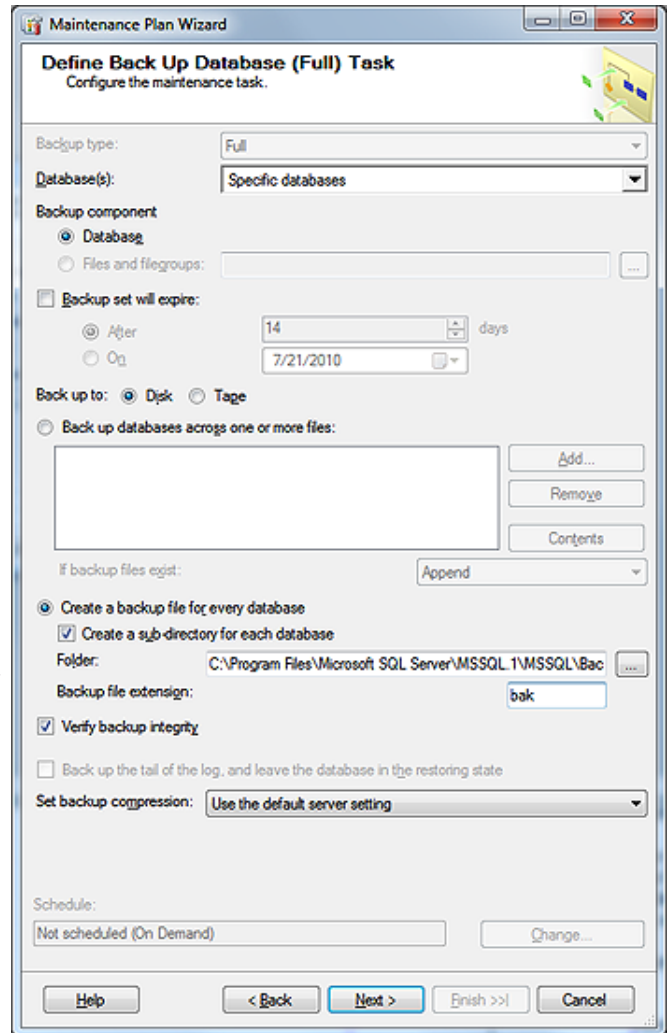 Maintenance Plan Wizard
Define Back Up Database (Full) Task
Configure the maintenance task.
Backup type: Full
Database(s): Specific databases
Backup component
Database
Files and filegroups: ...
Backup set will expire:
After 14 days
On 7/21/2010
Back up to: Disk Tape
Back up databases across one or more files:
Add...
Remove
Contents
If backup files exist: Append
Create a backup file for every database
Create a sub-directory for each database
Folder: C:\Program Files\Microsoft SQL Server\MSSQL.1\MSSQL\Bac ...
Backup file extension: bak
Verify backup integrity
Back up the tail of the log, and leave the database in the restoring state
Set backup compression: Use the default server setting
Schedule:
Not scheduled (On Demand) Change...
Help < Back Next > Finish >>| Cancel